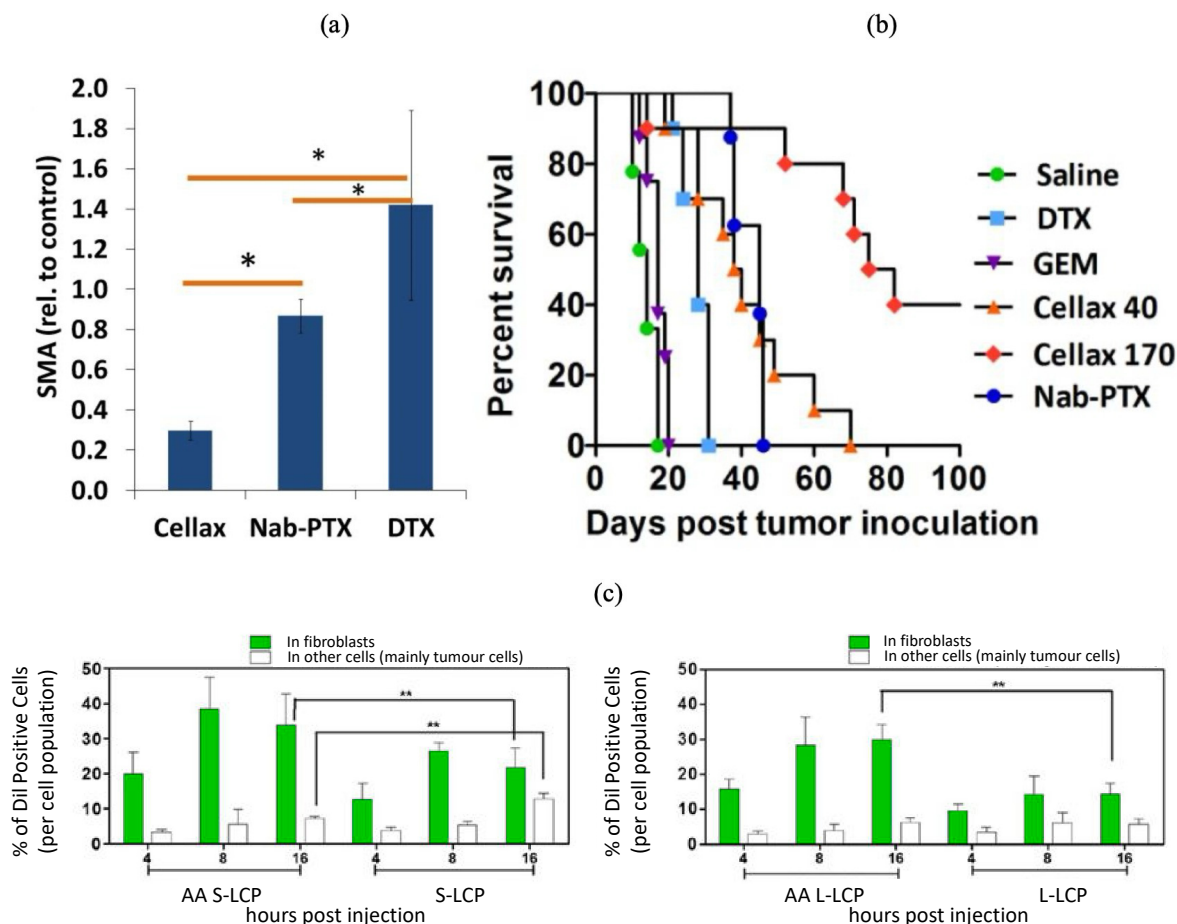 (a)
2.0
1.8
1.6
1.4
1.2
1.0
0.8
0.6
0.4
0.2
0.0
SMA (rel. to control)
*
*
*
Cellax Nab-PTX DTX
(b)
100
80
60
40
20
0
Percent survival
0 20 40 60 80 100
Days post tumor inoculation
Saline
DTX
GEM
Cellax 40
Cellax 170
Nab-PTX
(c)
In fibroblasts
In other cells (mainly tumour cells)
% of Dil Positive Cells
(per cell population)
50
40
30
20
10
0
**
**
4 8 16 4 8 16
AA S-LCP S-LCP
hours post injection
In fibroblasts
In other cells (mainly tumour cells)
% of Dil Positive Cells
(per cell population)
50
40
30
20
10
0
**
4 8 16 4 8 16
AA L-LCP L-LCP
hours post injection